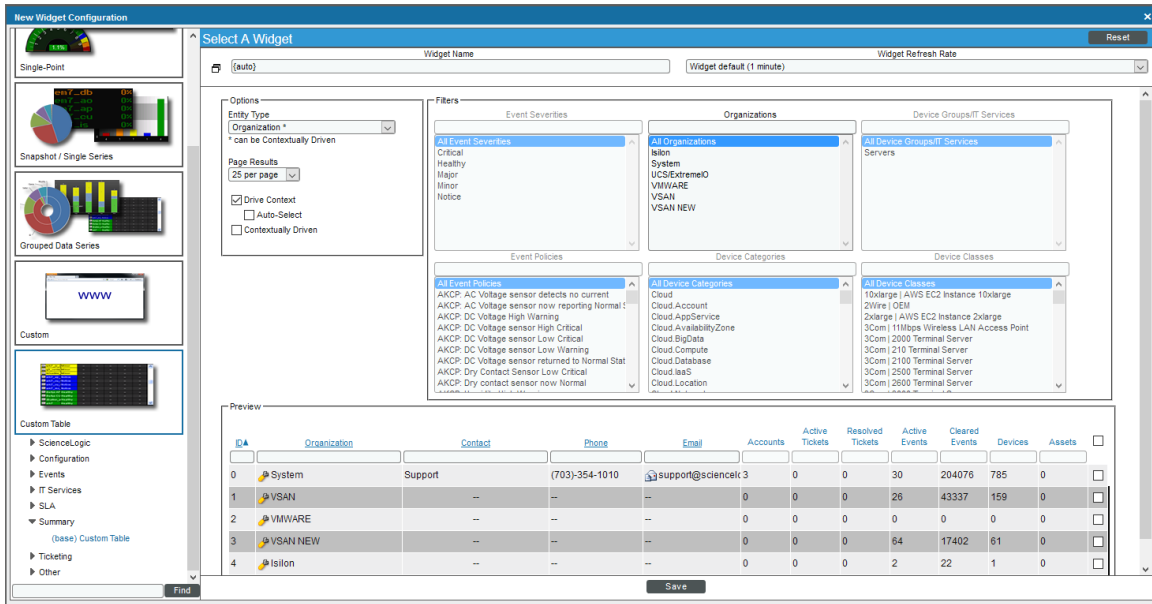 New Widget Configuration
Select A Widget
Reset
Widget Name
Widget Refresh Rate
{auto}
Widget default (1 minute)
1.1%
Single-Point
Snapshot / Single Series
Grouped Data Series
www
Custom
Custom Table
ScienceLogic
Configuration
Events
IT Services
SLA
Summary
(base) Custom Table
Ticketing
Other
Find
Options
Entity Type
Organization *
* can be Contextually Driven
Page Results
25 per page
Drive Context
Auto-Select
Contextually Driven
Filters
Event Severities
All Event Severities
Critical
Healthy
Major
Minor
Notice
Organizations
All Organizations
Isilon
System
UCS/ExtremeIO
VMWARE
VSAN
VSAN NEW
Device Groups/IT Services
All Device Groups/IT Services
Servers
Event Policies
All Event Policies
AKCP: AC Voltage sensor detects no current
AKCP: AC Voltage sensor now reporting Normal
AKCP: DC Voltage High Warning
AKCP: DC Voltage sensor High Critical
AKCP: DC Voltage sensor Low Critical
AKCP: DC Voltage sensor Low Warning
AKCP: DC Voltage sensor returned to Normal Stat
AKCP: Dry Contact Sensor Low Critical
AKCP: Dry contact sensor now Normal
Device Categories
All Device Categories
Cloud
Cloud.Account
Cloud.AppService
Cloud.AvailabilityZone
Cloud.BigData
Cloud.Compute
Cloud.Database
Cloud.IaaS
Cloud.Location
Device Classes
All Device Classes
10xlarge | AWS EC2 Instance 10xlarge
2Wire | OEM
2xlarge | AWS EC2 Instance 2xlarge
3Com | 11Mbps Wireless LAN Access Point
3Com | 2000 Terminal Server
3Com | 210 Terminal Server
3Com | 2100 Terminal Server
3Com | 2500 Terminal Server
3Com | 2600 Terminal Server
Preview
ID Organization Contact Phone Email Accounts Active Tickets Resolved Tickets Active Events Cleared Events Devices Assets
0 System Support (703)-354-1010 support@sciencelo 3 0 0 30 204076 785 0
1 VSAN -- -- -- 0 0 0 26 43337 159 0
2 VMWARE -- -- -- 0 0 0 0 0 0 0
3 VSAN NEW -- -- -- 0 0 0 64 17402 61 0
4 Isilon -- -- -- 0 0 0 2 22 1 0
Save